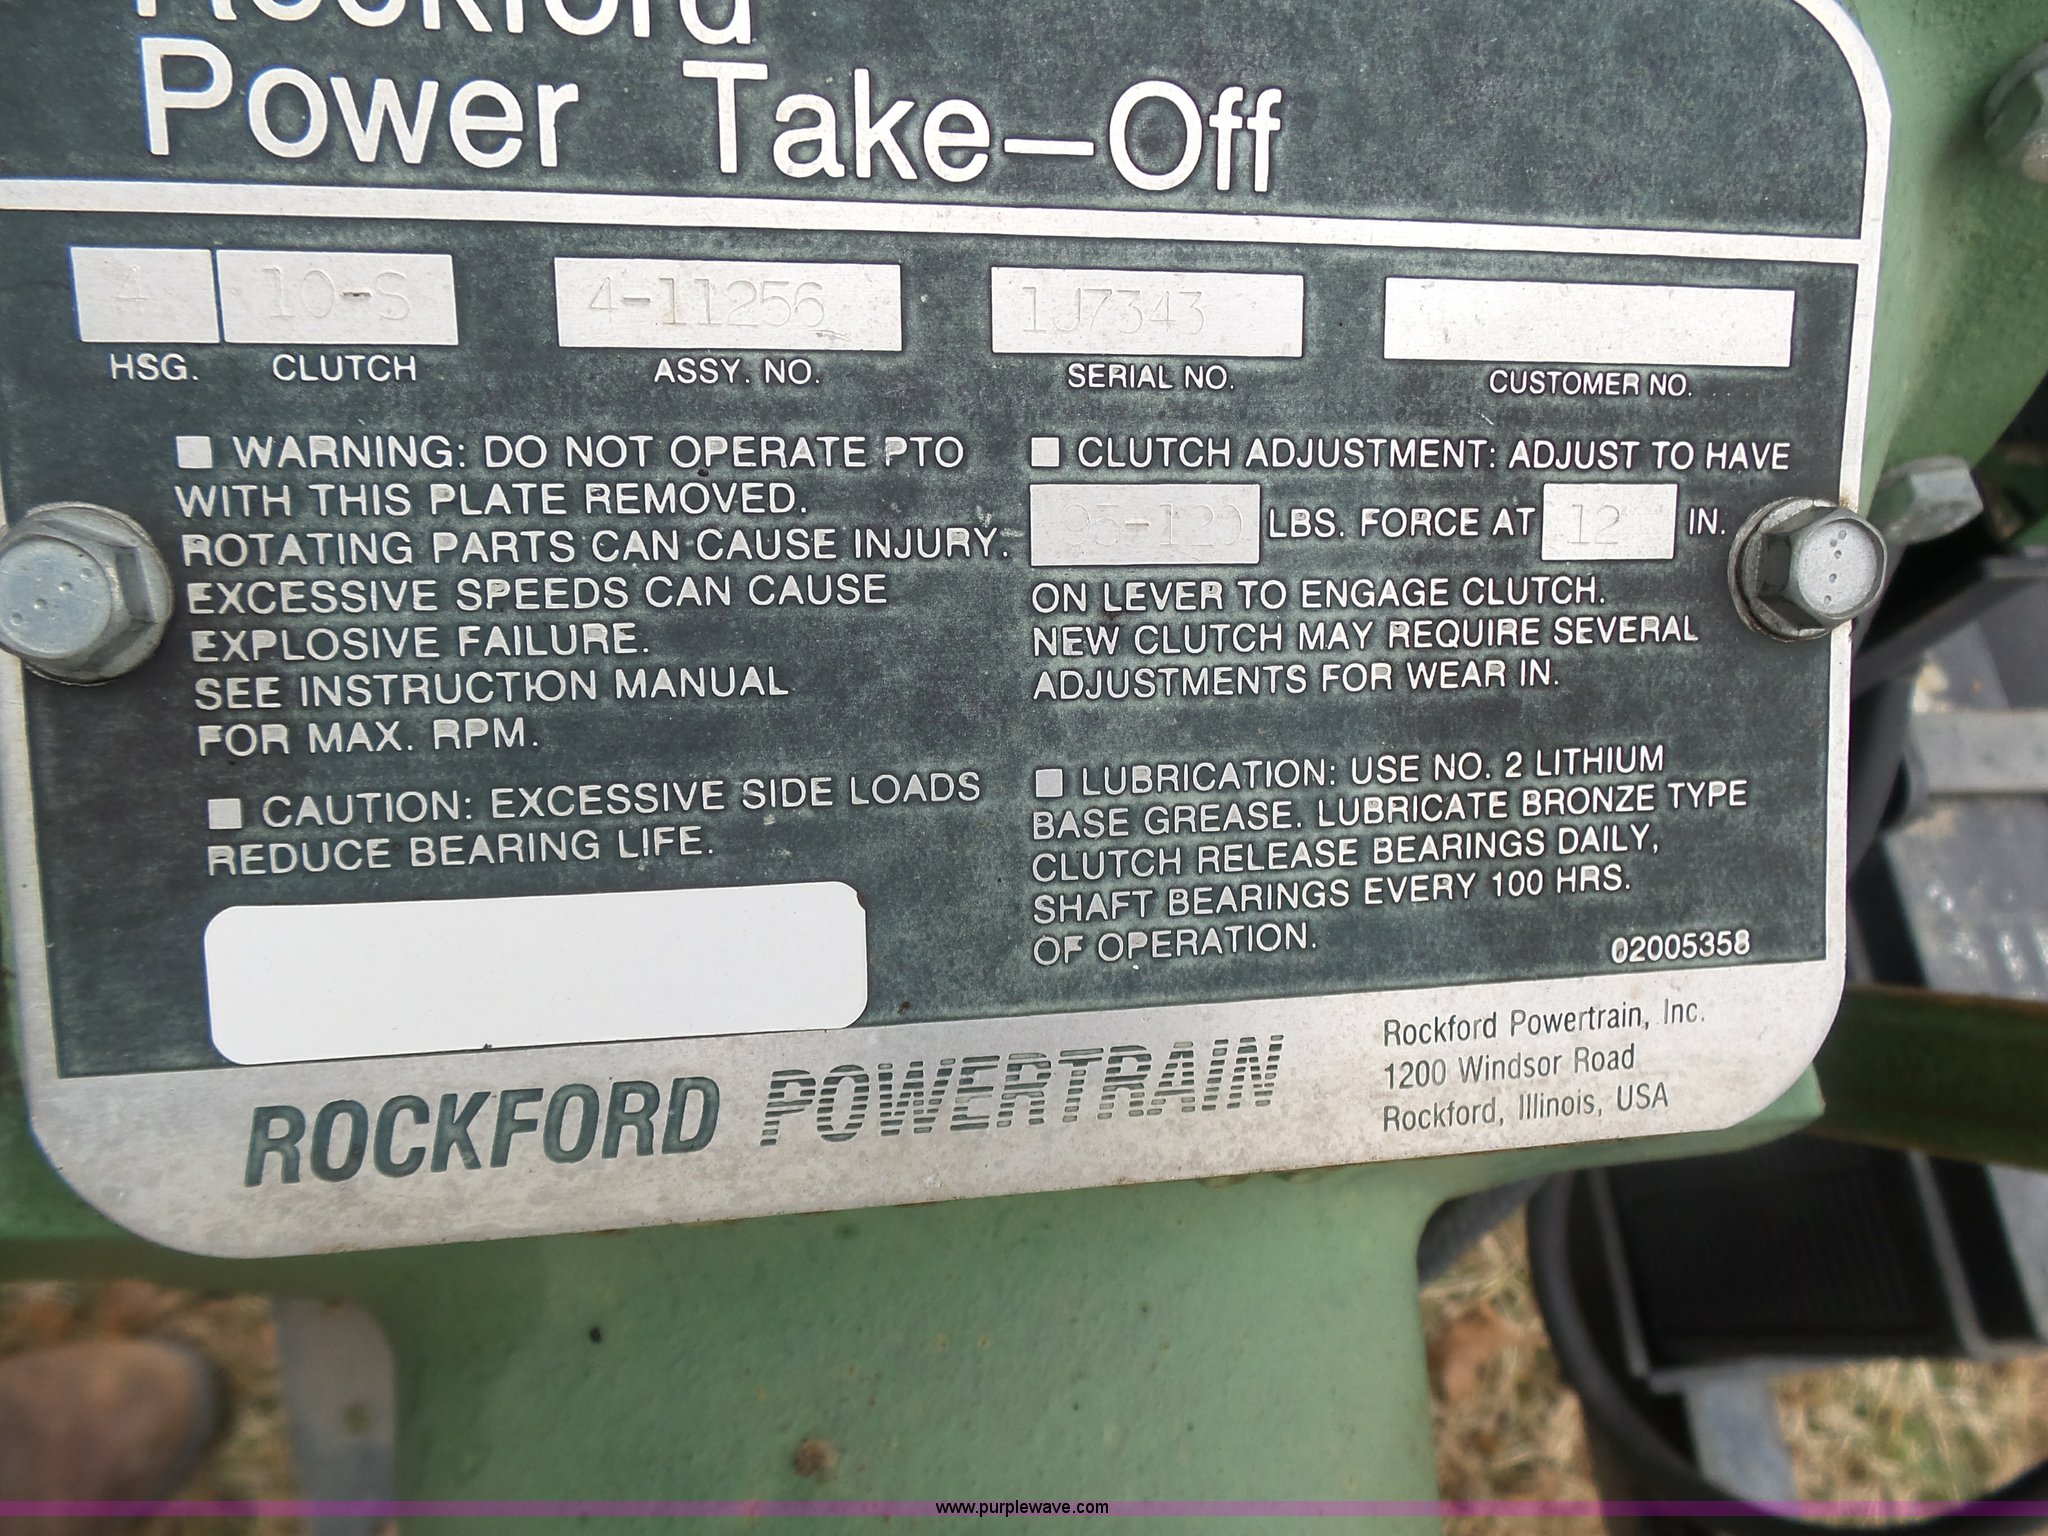 Rockford
Power Take-Off
4 10-S 4-11256 1J7343
HSG. CLUTCH ASSY. NO. SERIAL NO. CUSTOMER NO.
■ WARNING: DO NOT OPERATE PTO
WITH THIS PLATE REMOVED.
ROTATING PARTS CAN CAUSE INJURY.
EXCESSIVE SPEEDS CAN CAUSE
EXPLOSIVE FAILURE.
SEE INSTRUCTION MANUAL
FOR MAX. RPM.
■ CAUTION: EXCESSIVE SIDE LOADS
REDUCE BEARING LIFE.
■ CLUTCH ADJUSTMENT: ADJUST TO HAVE
LBS. FORCE AT 12 IN.
ON LEVER TO ENGAGE CLUTCH.
NEW CLUTCH MAY REQUIRE SEVERAL
ADJUSTMENTS FOR WEAR IN.
■ LUBRICATION: USE NO. 2 LITHIUM
BASE GREASE. LUBRICATE BRONZE TYPE
CLUTCH RELEASE BEARINGS DAILY,
SHAFT BEARINGS EVERY 100 HRS.
OF OPERATION.
02005358
ROCKFORD POWERTRAIN
Rockford Powertrain, Inc.
1200 Windsor Road
Rockford, Illinois, USA
www.purplewave.com